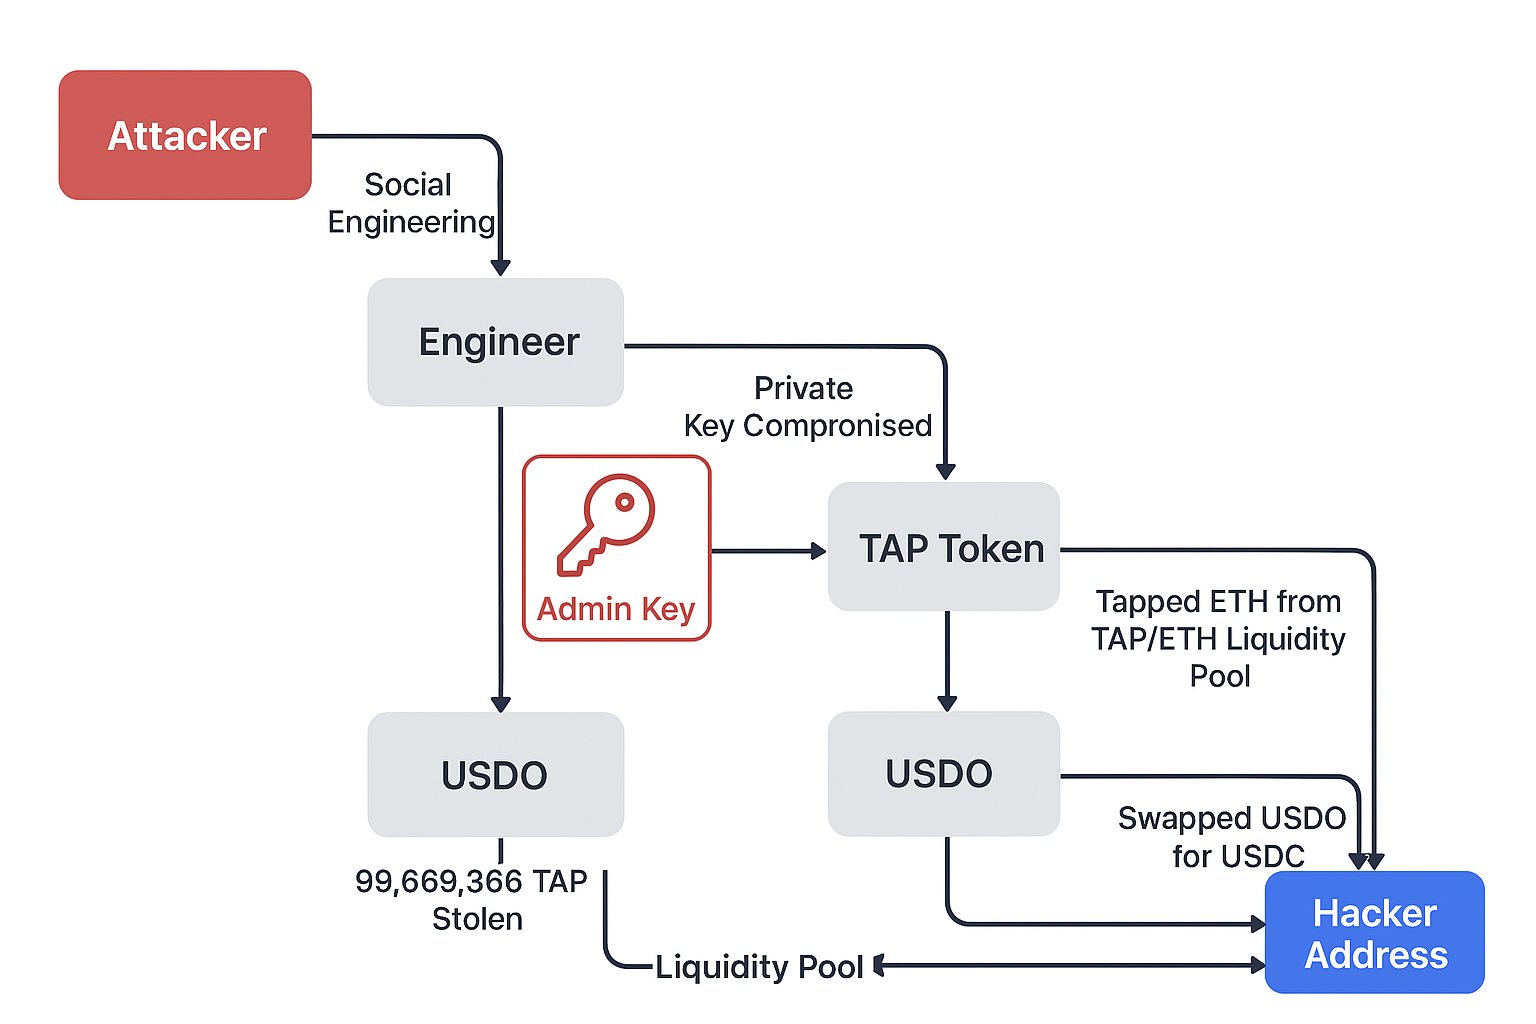 Attacker
Social
Engineering
Engineer
Private
Key Compromised
Admin Key
TAP Token
Tapped ETH from
TAP/ETH Liquidity
Pool
USDO
USDO
Swapped USDO
for USDC
99,669,366 TAP
Stolen
Liquidity Pool
Hacker
Address